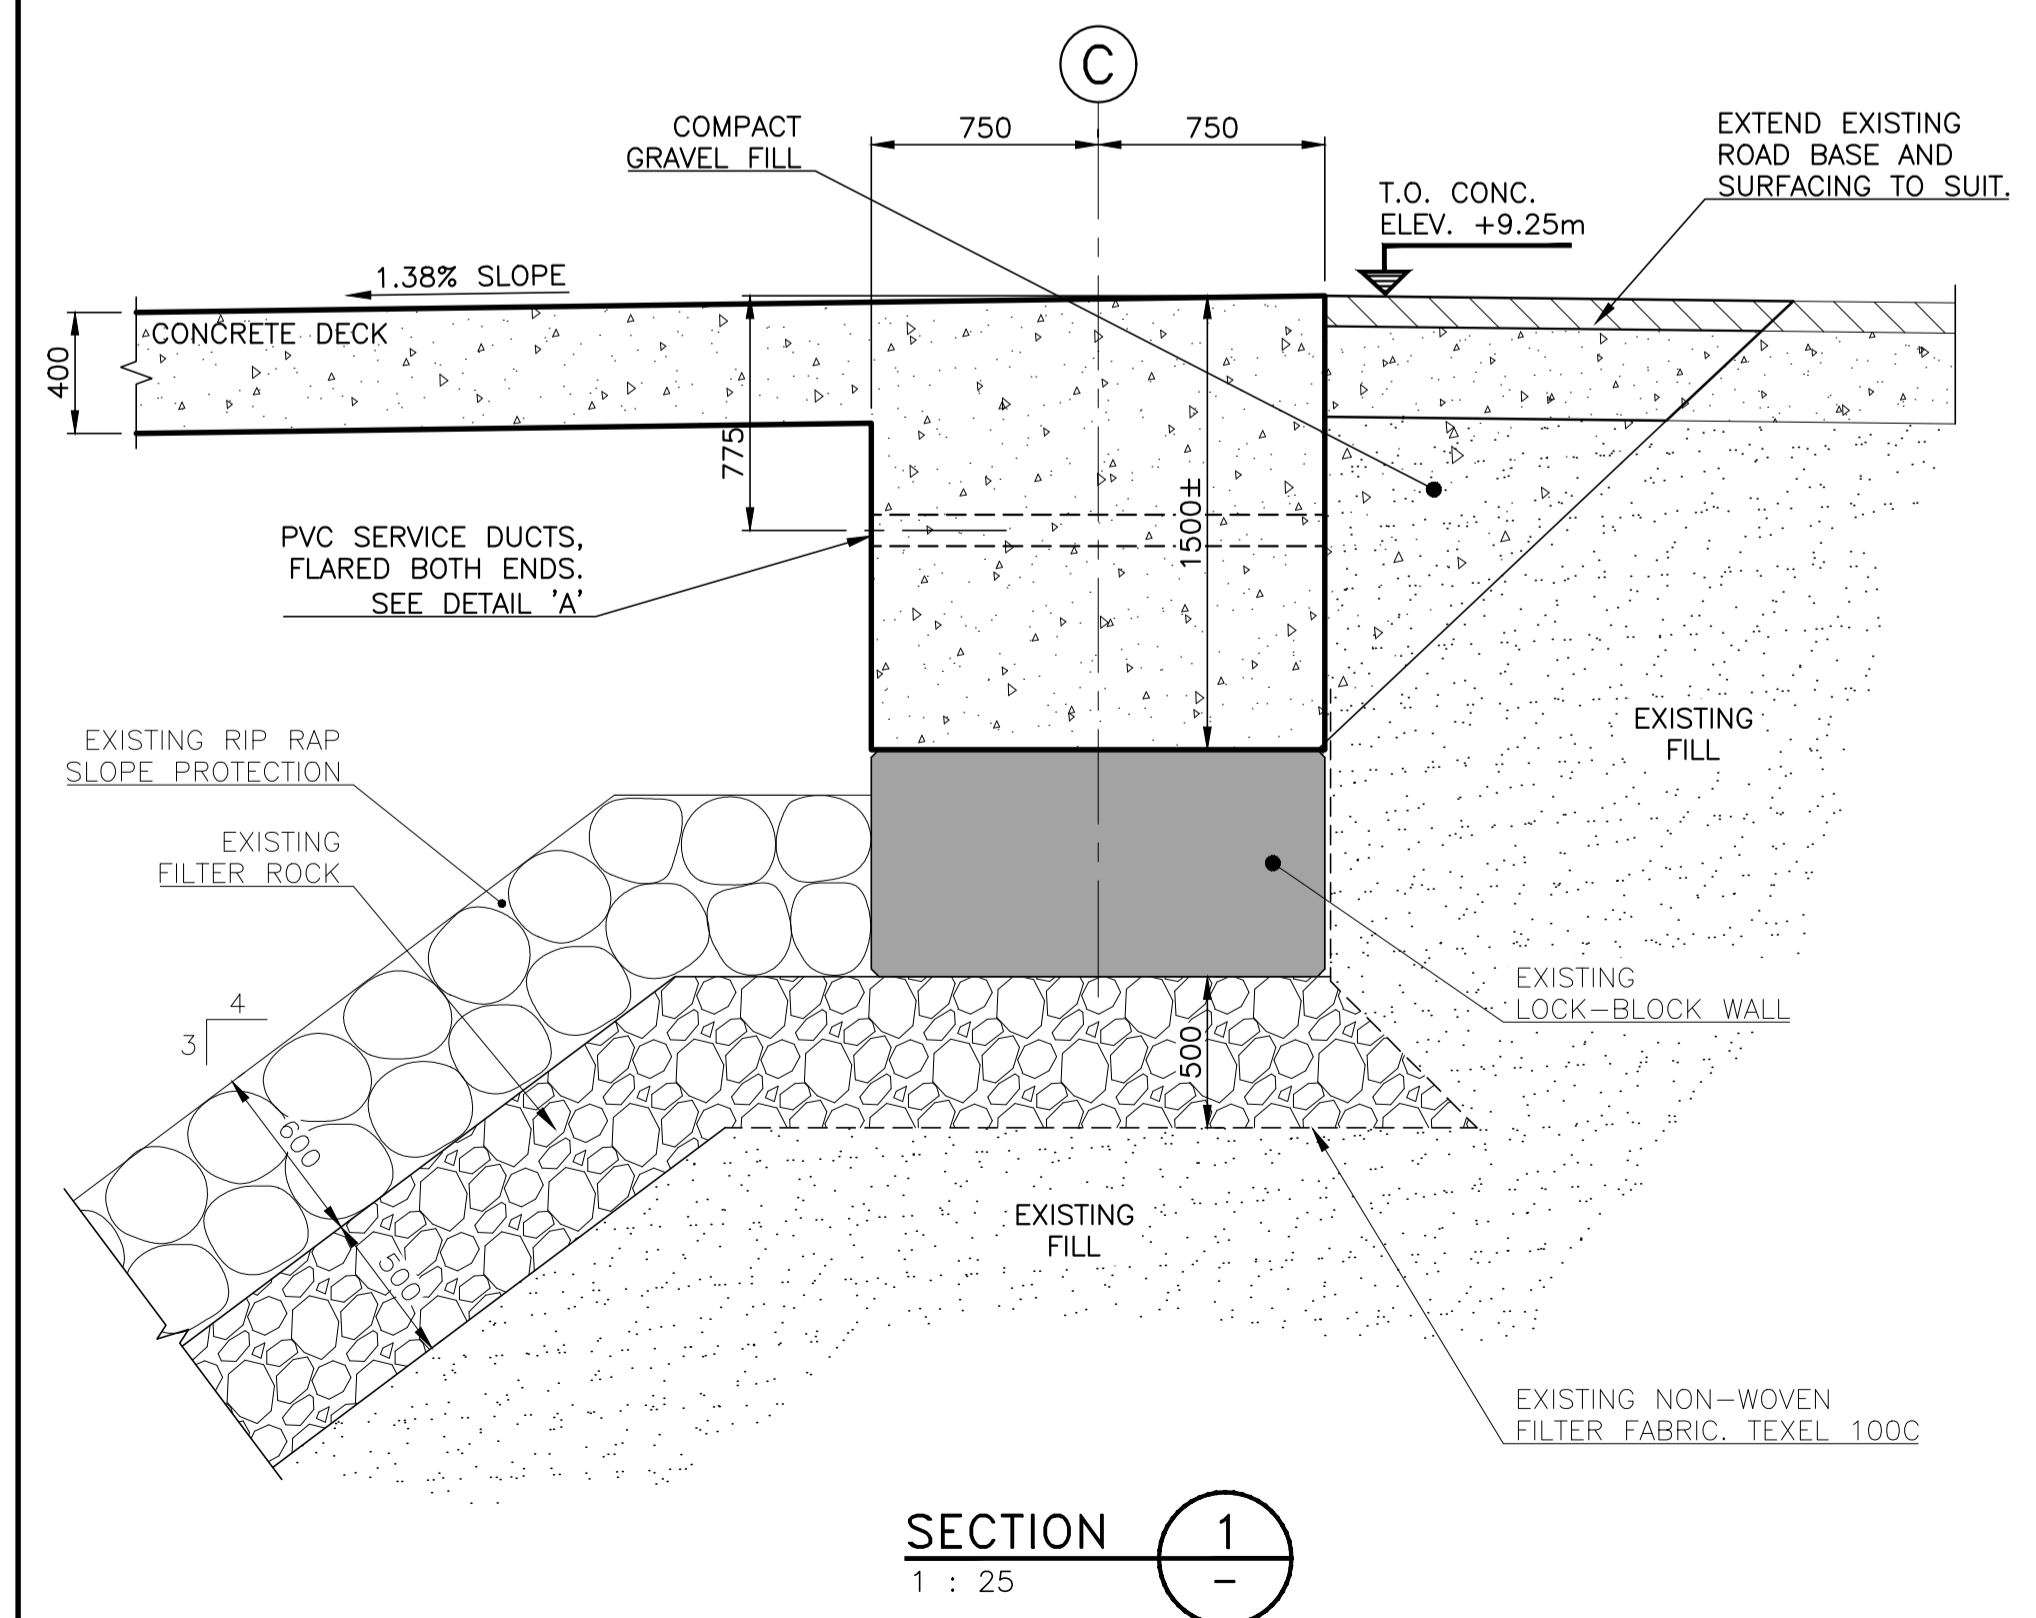 C
COMPACT
GRAVEL FILL
750
750
EXTEND EXISTING
ROAD BASE AND
SURFACING TO SUIT.
T.O. CONC.
ELEV. +9.25m
1.38% SLOPE
CONCRETE DECK
400
775
1500±
PVC SERVICE DUCTS,
FLARED BOTH ENDS.
SEE DETAIL 'A'
EXISTING RIP RAP
SLOPE PROTECTION
EXISTING
FILL
EXISTING
FILTER ROCK
EXISTING
LOCK-BLOCK WALL
4
3
500
600
500
EXISTING
FILL
EXISTING NON-WOVEN
FILTER FABRIC. TEXEL 100C
SECTION
1 : 25
1
-